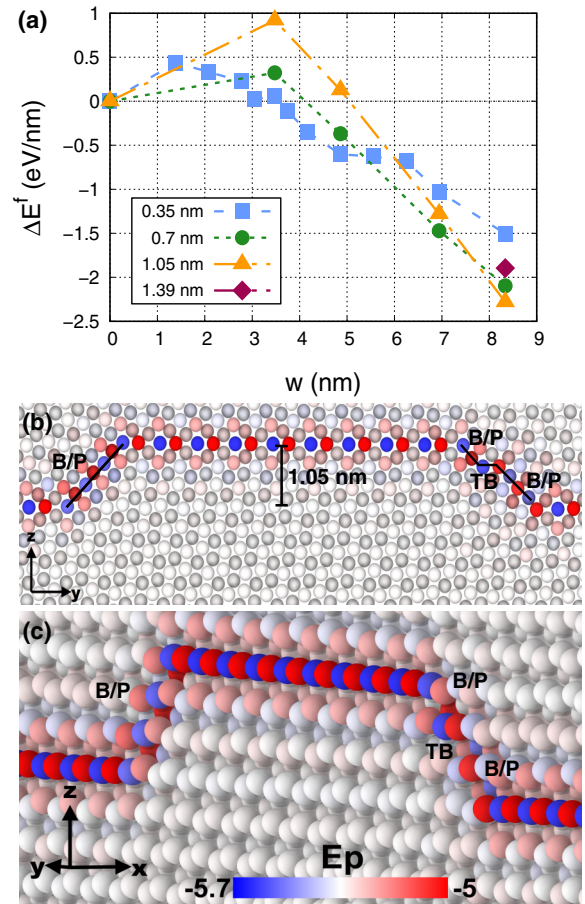 (a)
ΔE^f (eV/nm)
1
0.5
0
−0.5
−1
−1.5
−2
−2.5
0.35 nm
0.7 nm
1.05 nm
1.39 nm
0 1 2 3 4 5 6 7 8 9
w (nm)
(b)
B/P
B/P
TB
B/P
1.05 nm
z
y
(c)
B/P
B/P
TB
B/P
z
y
x
Ep
-5.7
-5